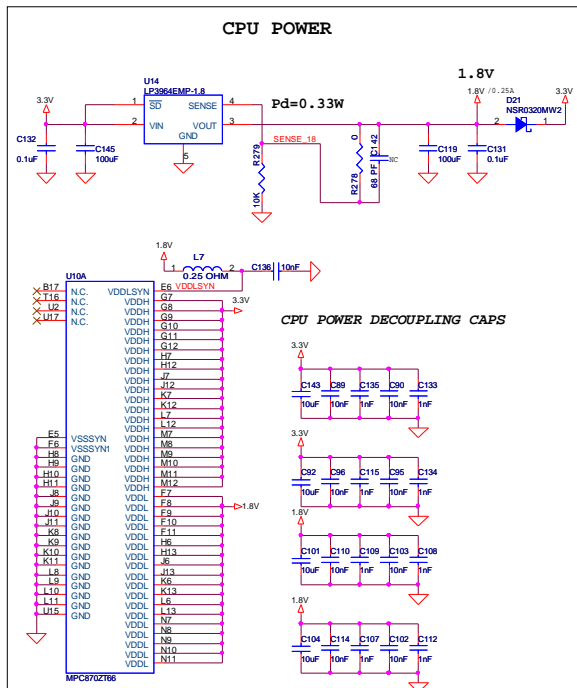 CPU POWER
U14
LP3964EMP-1.8
3.3V
1 SD SENSE 4
2 VIN VOUT 3
GND
5
Pd=0.33W
1.8V
1.8V /0.25A
3.3V
D21
NSR0320MW2
2 1
C132
0.1uF
C145
100uF
SENSE_18
R279
10K
0
R278
C142
68 PF
NC
C119
100uF
C131
0.1uF
1.8V
L7
1 2
0.25 OHM
C136 10nF
U10A
B17 N.C. VDDLSYN E6 VDDLSYN
T16 N.C. VDDH G7
U2 N.C. VDDH G8 3.3V
U17 N.C. VDDH G9
VDDH G10
VDDH G11
VDDH G12
VDDH H7
VDDH H12
VDDH J7
VDDH J12
VDDH K7
VDDH K12
VDDH L7
VDDH L12
E5 VSSSYN VDDH M7
F6 VSSSYN1 VDDH M8
H8 GND VDDH M9
H9 GND VDDH M10
H10 GND VDDH M11
H11 GND VDDH M12
J8 GND VDDL F7
J9 GND VDDL F8 1.8V
J10 GND VDDL F9
J11 GND VDDL F10
K8 GND VDDL F11
K9 GND VDDL H6
K10 GND VDDL H13
K11 GND VDDL J6
L8 GND VDDL J13
L9 GND VDDL K6
L10 GND VDDL K13
L11 GND VDDL L6
U15 GND VDDL L13
VDDL N7
VDDL N8
VDDL N9
VDDL N10
VDDL N11
MPC870ZT66
CPU POWER DECOUPLING CAPS
3.3V
C143 C89 C135 C90 C133
10uF 10nF 1nF 10nF 1nF
3.3V
C92 C96 C115 C95 C134
10uF 10nF 1nF 10nF 1nF
1.8V
C101 C110 C109 C103 C108
10uF 10nF 1nF 10nF 1nF
1.8V
C104 C114 C107 C102 C112
10uF 10nF 1nF 10nF 1nF